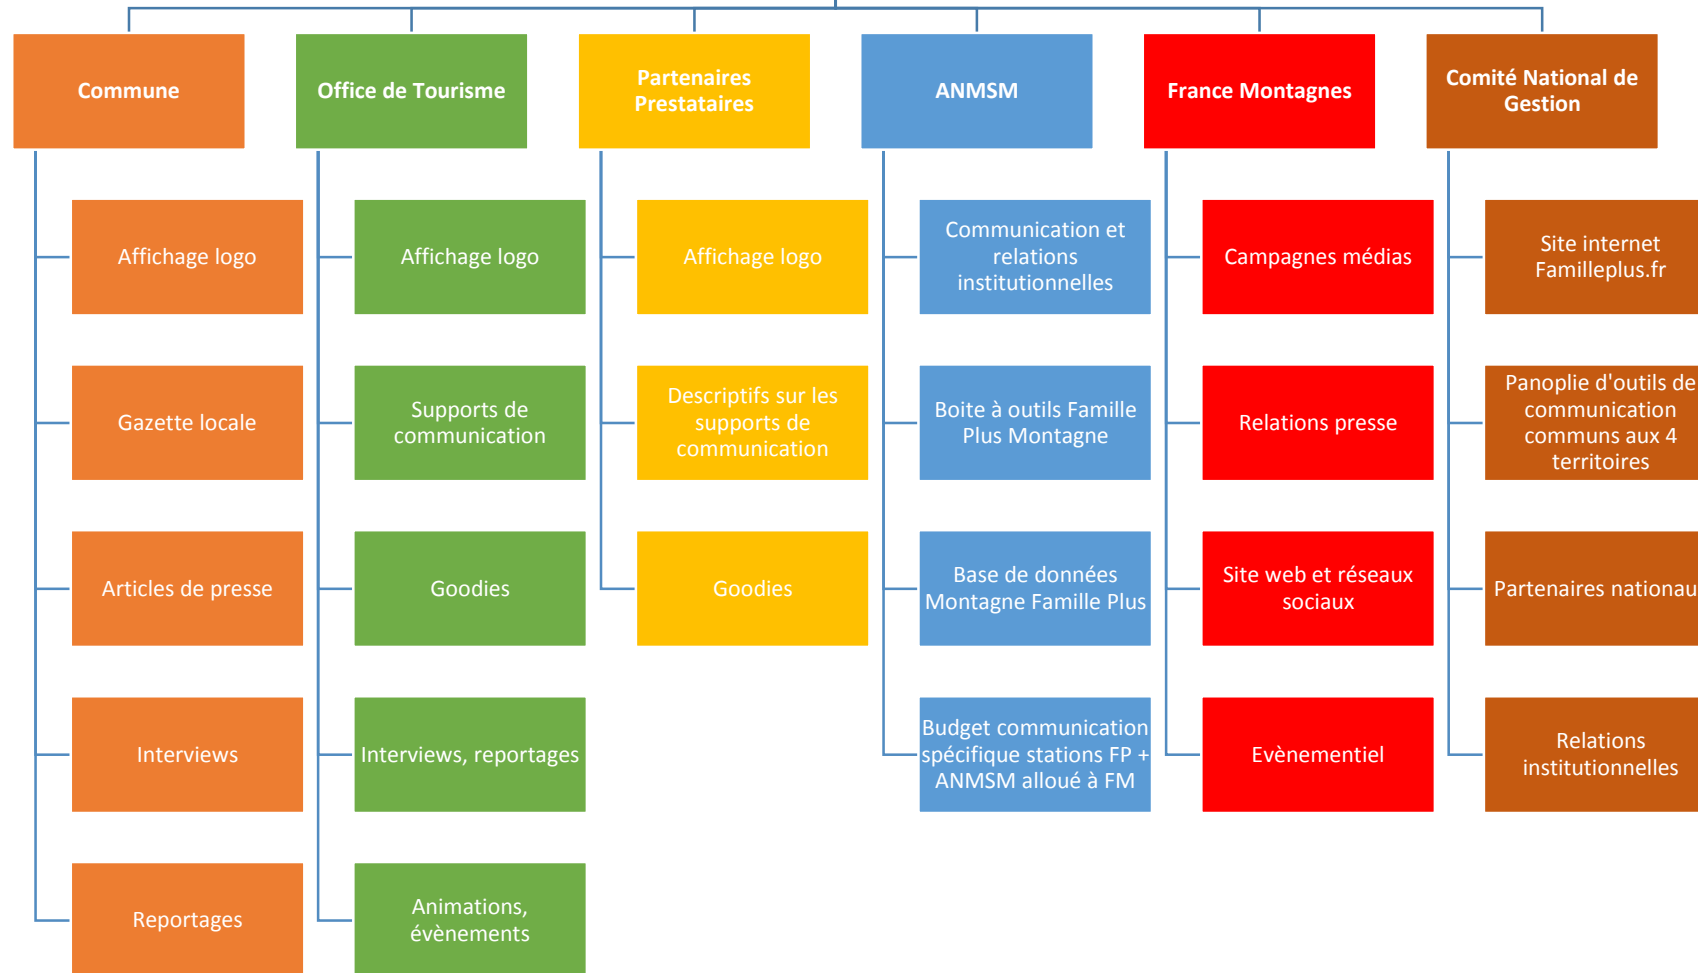 Commune
Office de Tourisme
Partenaires
Prestataires
ANMSM
France Montagnes
Comité National de
Gestion
Affichage logo
Affichage logo
Affichage logo
Communication et
relations
institutionnelles
Campagnes médias
Site internet
Familleplus.fr
Gazette locale
Supports de
communication
Descriptifs sur les
supports de
communication
Boite à outils Famille
Plus Montagne
Relations presse
Panoplie d'outils de
communication
communs aux 4
territoires
Articles de presse
Goodies
Goodies
Base de données
Montagne Famille Plus
Site web et réseaux
sociaux
Partenaires nationau
Interviews
Interviews, reportages
Budget communication
spécifique stations FP +
ANMSM alloué à FM
Evènementiel
Relations
institutionnelles
Reportages
Animations,
évènements